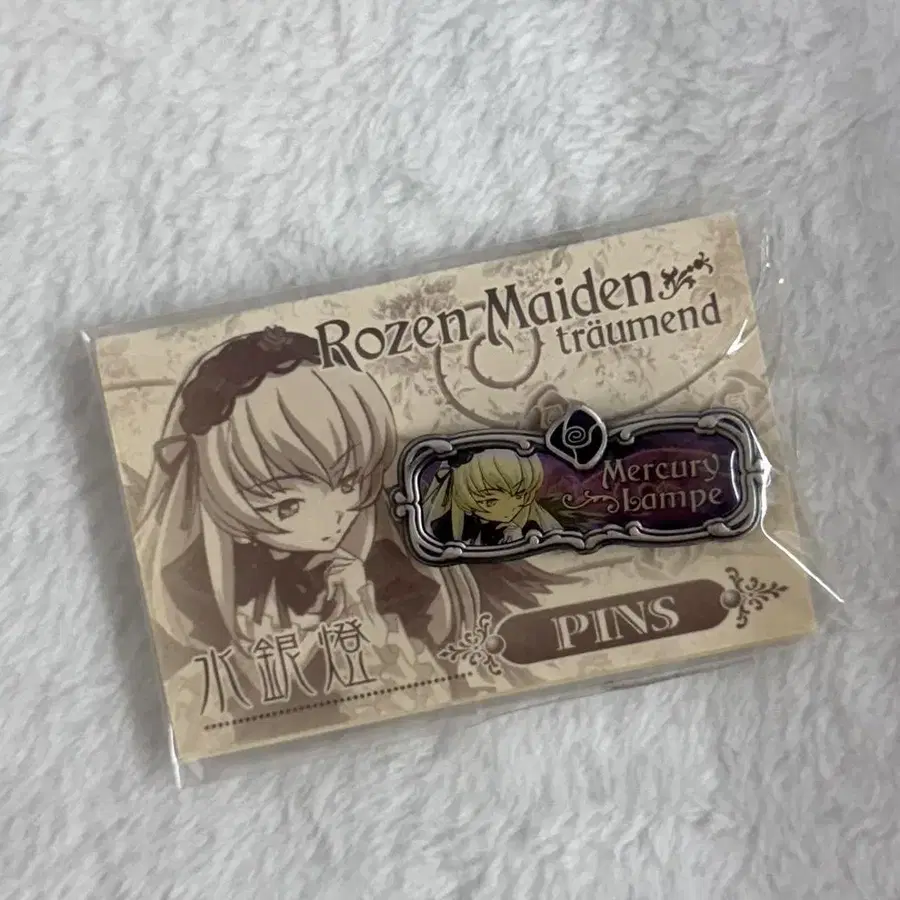 Rozen Maiden
träumend
Mercury
Lampe
水銀燈
PINS